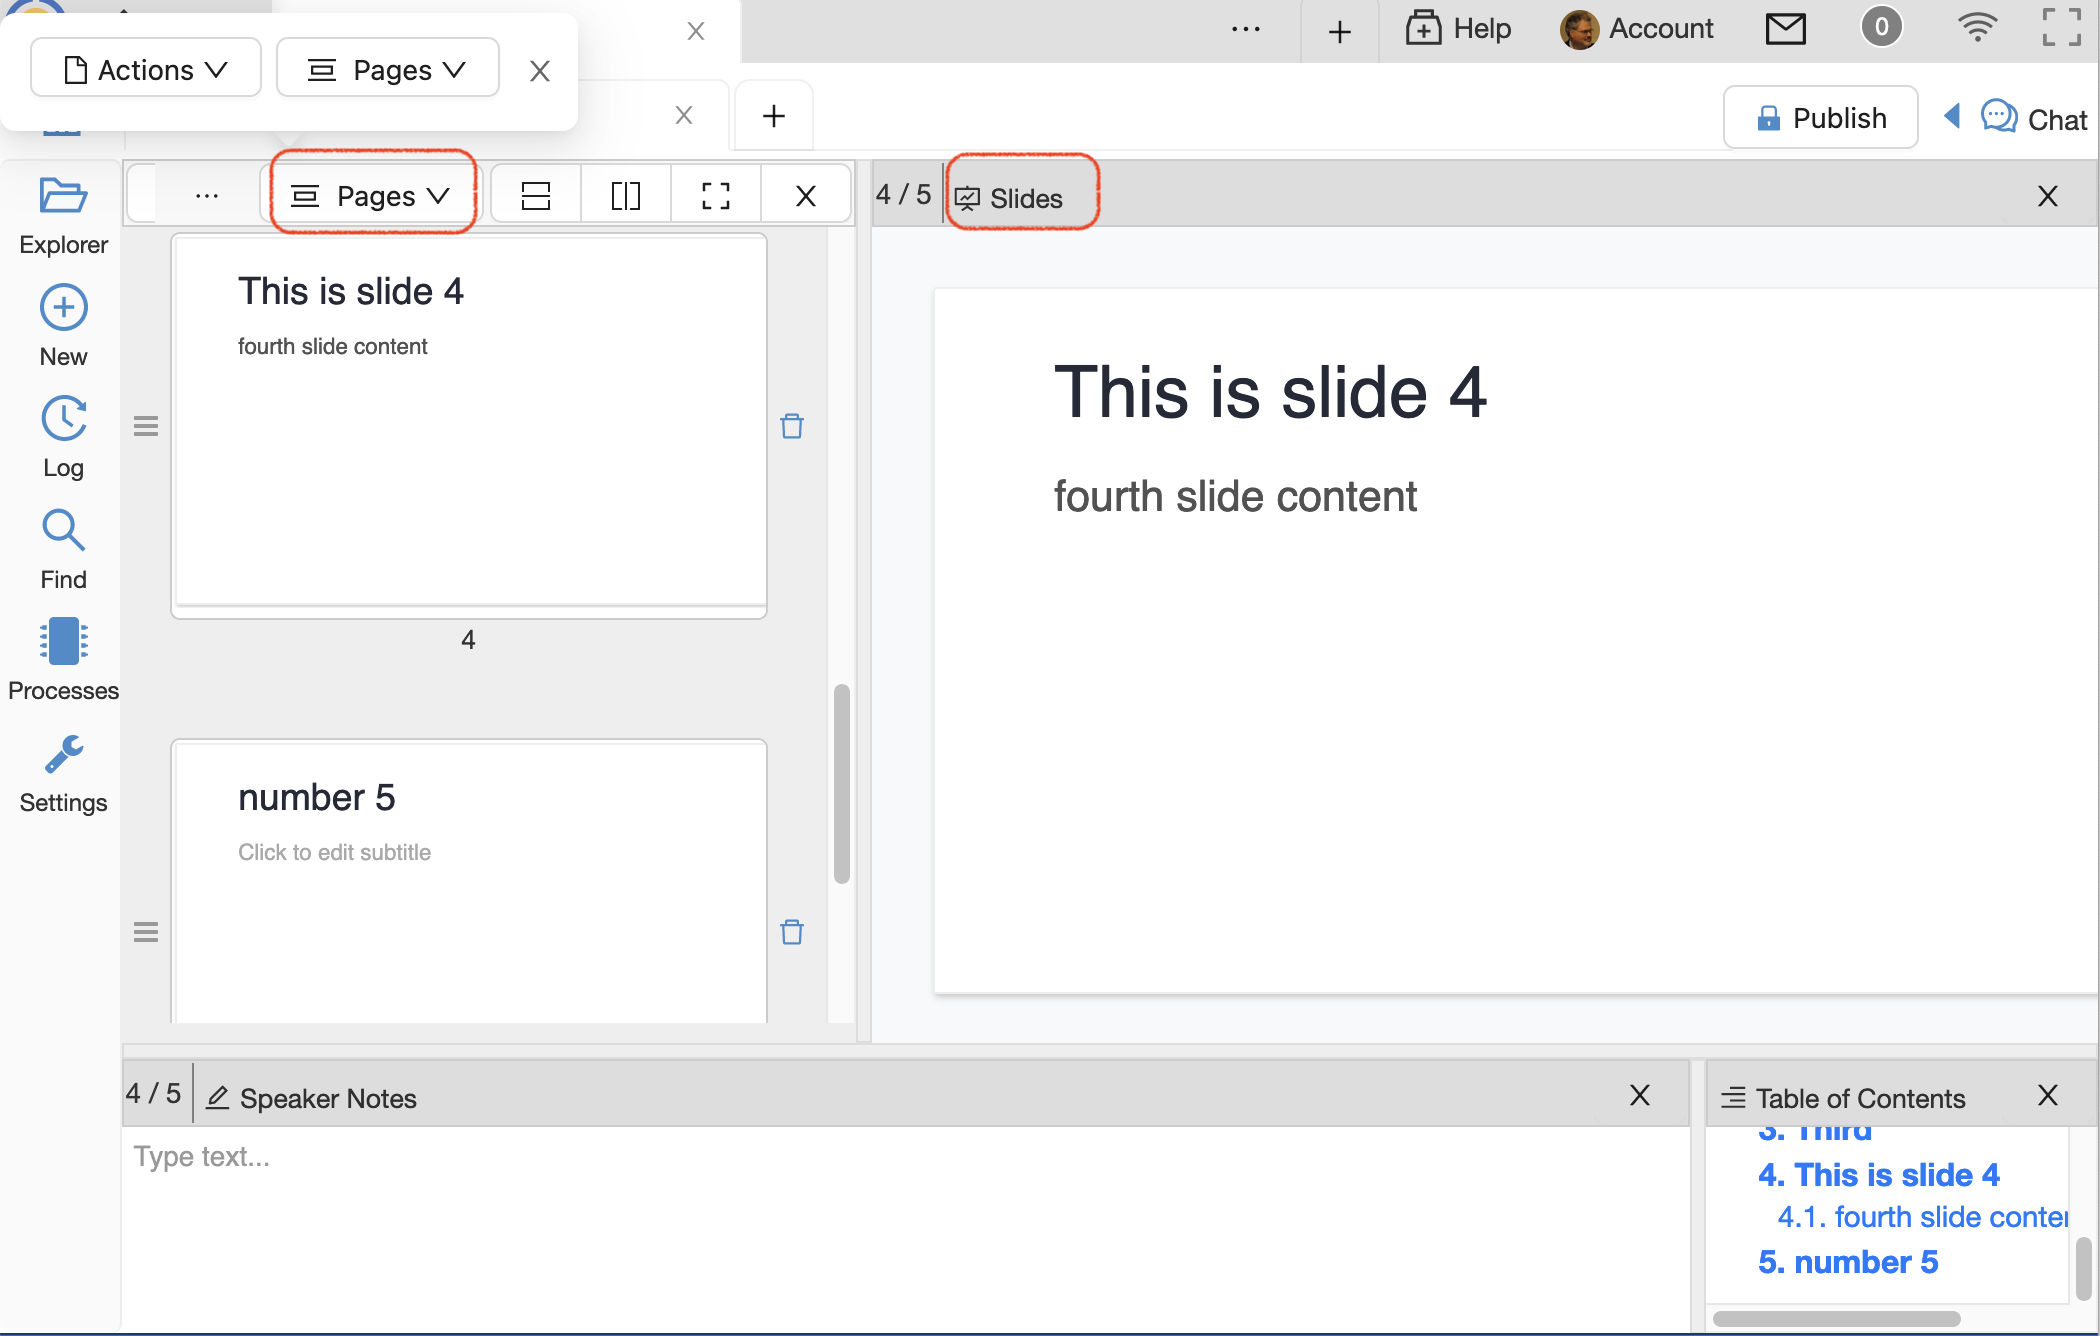 Actions
Pages
Help
Account
0
Publish
Chat
Pages
4 / 5
Slides
Explorer
New
Log
Find
Processes
Settings
This is slide 4
fourth slide content
4
number 5
Click to edit subtitle
This is slide 4
fourth slide content
4 / 5
Speaker Notes
Type text...
Table of Contents
3. Third
4. This is slide 4
4.1. fourth slide conter
5. number 5